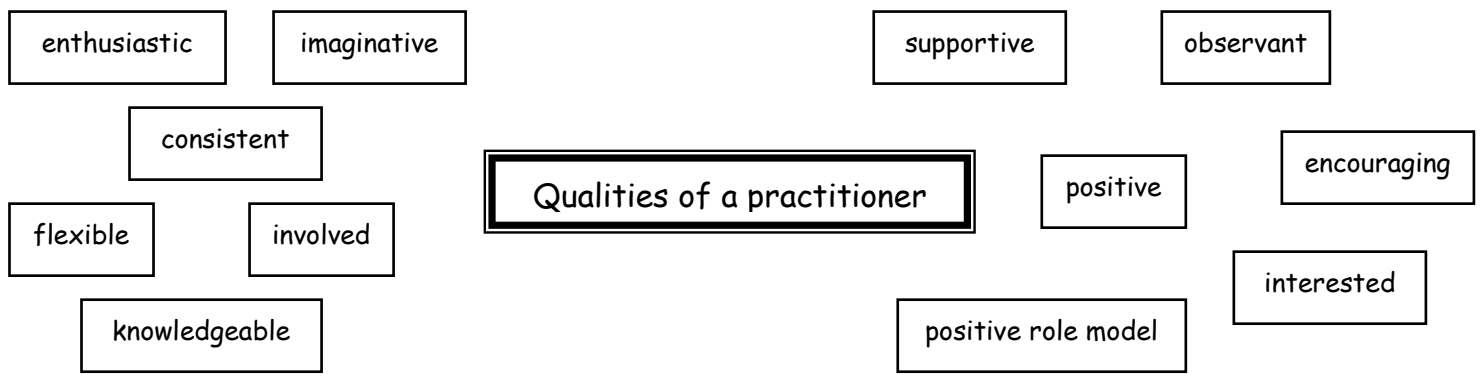 enthusiastic
imaginative
supportive
observant
consistent
encouraging
Qualities of a practitioner
positive
flexible
involved
interested
knowledgeable
positive role model